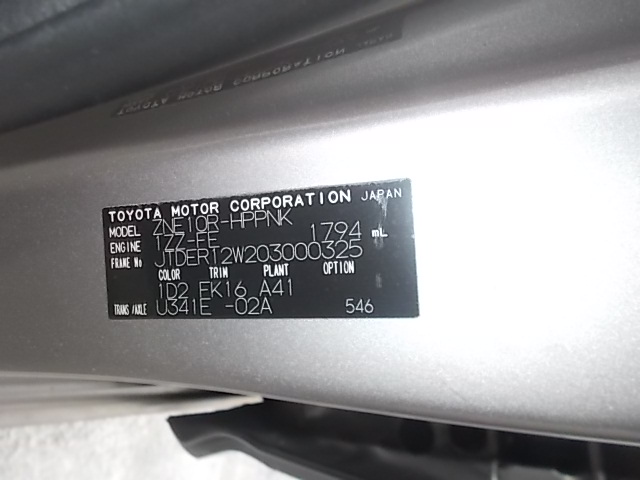 TOYOTA MOTOR CORPORATION JAPAN
MODEL ZNE10R-HPPNK
ENGINE 1ZZ-FE 1794 mL
FRAME No JTDERT2W203000325
COLOR TRIM PLANT OPTION
1D2 FK16 A41
TRANS/AXLE U341E -02A 546